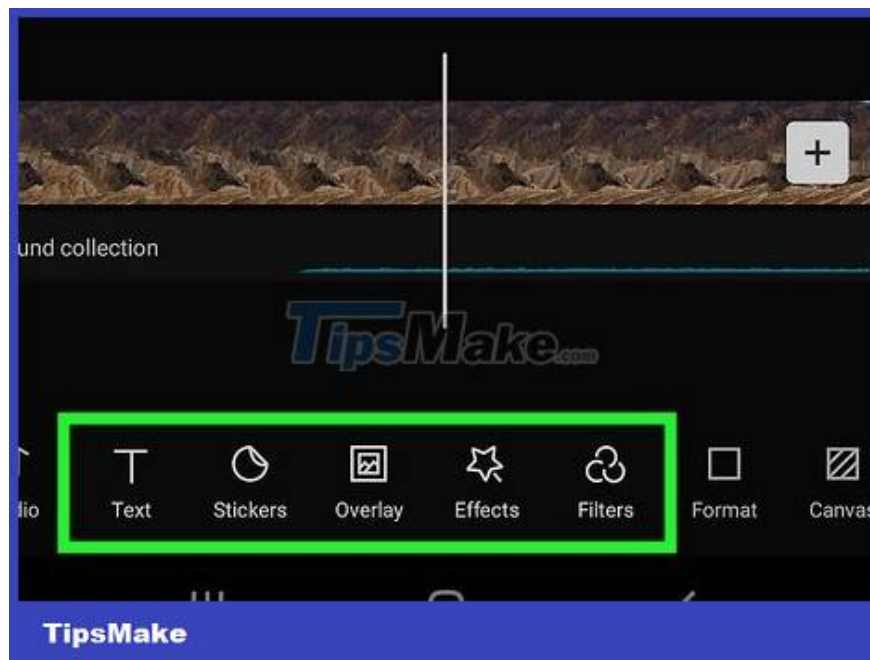 +
und collection
TipsMake.com
dio Text Stickers Overlay Effects Filters Format Canvas
TipsMake